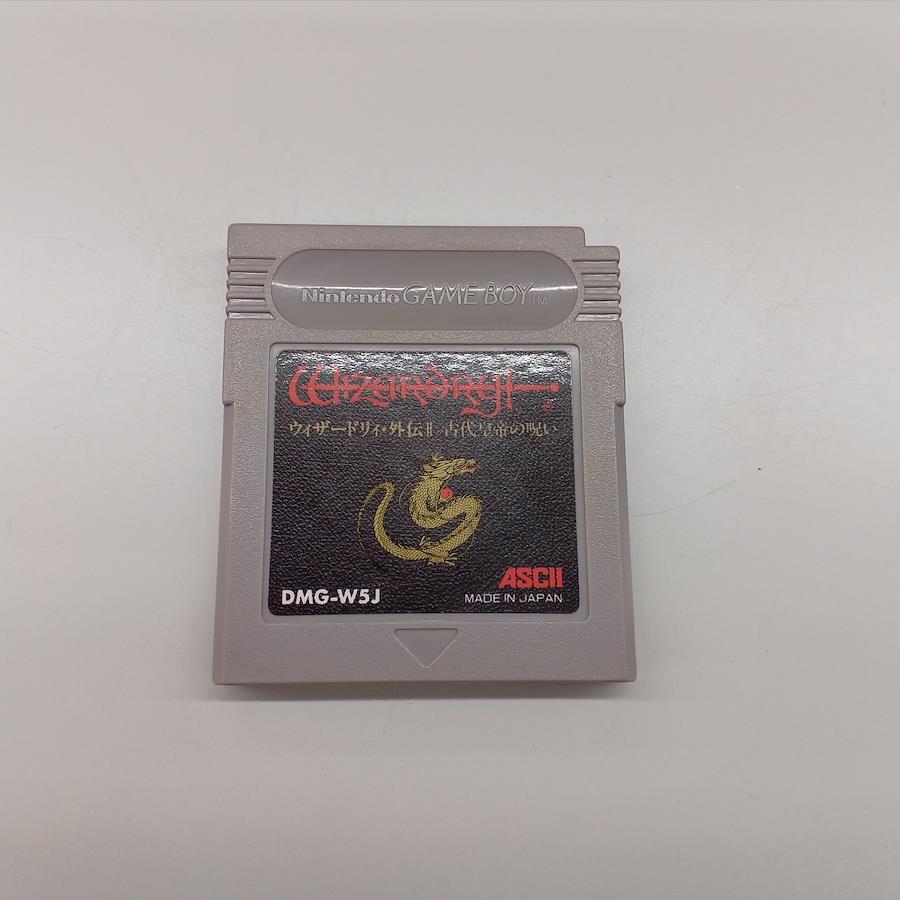 Nintendo GAME BOY TM
Wizardry
ウィザードリィ・外伝II 古代皇帝の呪い
ASCII
DMG-W5J
MADE IN JAPAN